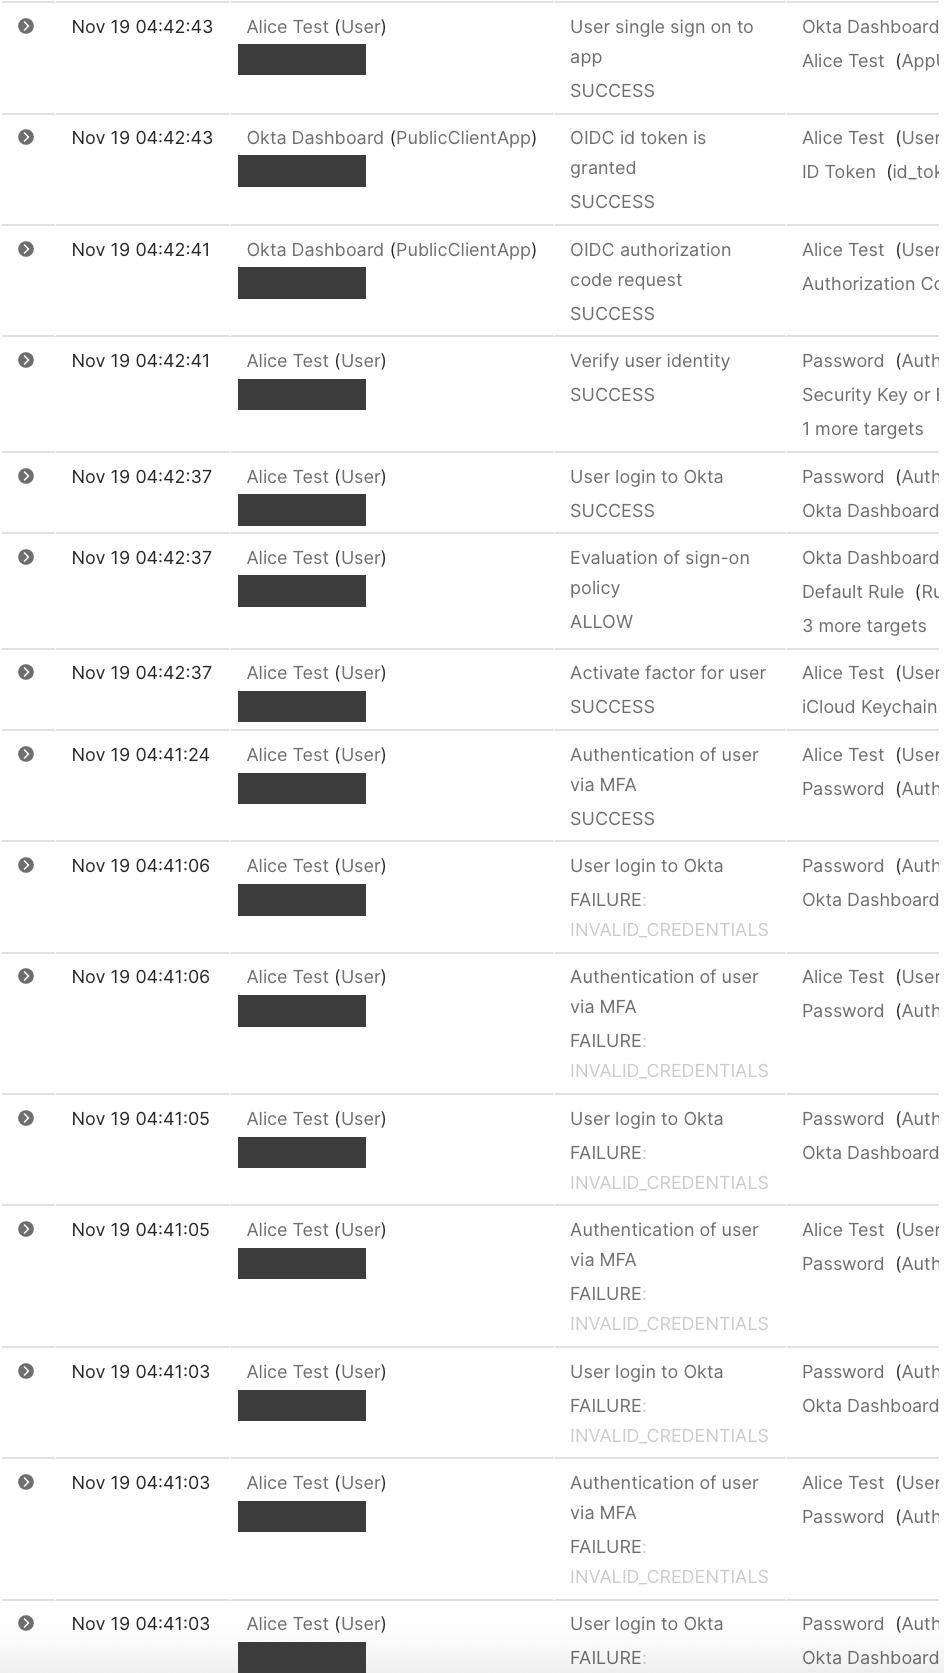 Nov 19 04:42:43 Alice Test (User) User single sign on to Okta Dashboard
app Alice Test (App
SUCCESS
Nov 19 04:42:43 Okta Dashboard (PublicClientApp) OIDC id token is Alice Test (User
granted ID Token (id_to
SUCCESS
Nov 19 04:42:41 Okta Dashboard (PublicClientApp) OIDC authorization Alice Test (User
code request Authorization Co
SUCCESS
Nov 19 04:42:41 Alice Test (User) Verify user identity Password (Auth
SUCCESS Security Key or
1 more targets
Nov 19 04:42:37 Alice Test (User) User login to Okta Password (Auth
SUCCESS Okta Dashboard
Nov 19 04:42:37 Alice Test (User) Evaluation of sign-on Okta Dashboard
policy Default Rule (Ru
ALLOW 3 more targets
Nov 19 04:42:37 Alice Test (User) Activate factor for user Alice Test (User
SUCCESS iCloud Keychain
Nov 19 04:41:24 Alice Test (User) Authentication of user Alice Test (User
via MFA Password (Auth
SUCCESS
Nov 19 04:41:06 Alice Test (User) User login to Okta Password (Auth
FAILURE: Okta Dashboard
INVALID_CREDENTIALS
Nov 19 04:41:06 Alice Test (User) Authentication of user Alice Test (User
via MFA Password (Auth
FAILURE:
INVALID_CREDENTIALS
Nov 19 04:41:05 Alice Test (User) User login to Okta Password (Auth
FAILURE: Okta Dashboard
INVALID_CREDENTIALS
Nov 19 04:41:05 Alice Test (User) Authentication of user Alice Test (User
via MFA Password (Auth
FAILURE:
INVALID_CREDENTIALS
Nov 19 04:41:03 Alice Test (User) User login to Okta Password (Auth
FAILURE: Okta Dashboard
INVALID_CREDENTIALS
Nov 19 04:41:03 Alice Test (User) Authentication of user Alice Test (User
via MFA Password (Auth
FAILURE:
INVALID_CREDENTIALS
Nov 19 04:41:03 Alice Test (User) User login to Okta Password (Auth
FAILURE: Okta Dashboard